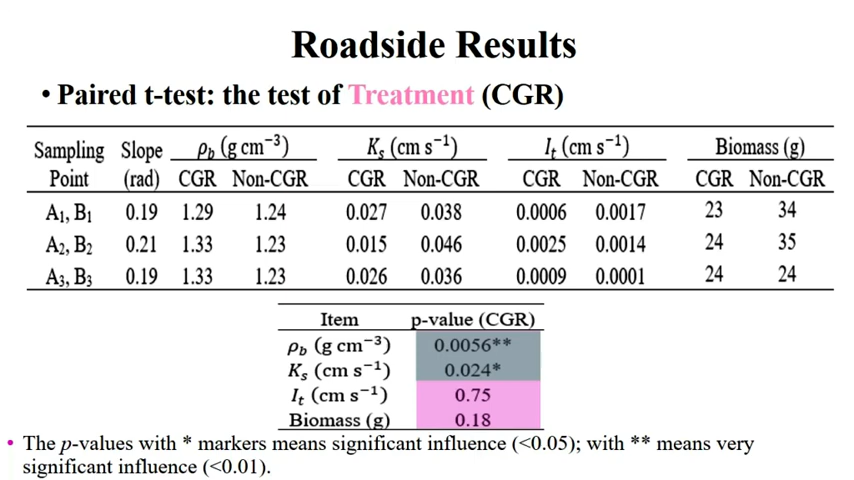 Roadside Results
• Paired t-test: the test of Treatment (CGR)
Sampling Point Slope (rad) ρb (g cm⁻³) Ks (cm s⁻¹) It (cm s⁻¹) Biomass (g)
CGR Non-CGR CGR Non-CGR CGR Non-CGR CGR Non-CGR
A₁, B₁ 0.19 1.29 1.24 0.027 0.038 0.0006 0.0017 23 34
A₂, B₂ 0.21 1.33 1.23 0.015 0.046 0.0025 0.0014 24 35
A₃, B₃ 0.19 1.33 1.23 0.026 0.036 0.0009 0.0001 24 24
Item p-value (CGR)
ρb (g cm⁻³) 0.0056**
Ks (cm s⁻¹) 0.024*
It (cm s⁻¹) 0.75
Biomass (g) 0.18
• The p-values with * markers means significant influence (<0.05); with ** means very
significant influence (<0.01).